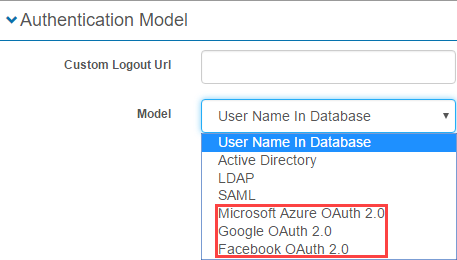 Authentication Model
Custom Logout Url
Model
User Name In Database
User Name In Database
Active Directory
LDAP
SAML
Microsoft Azure OAuth 2.0
Google OAuth 2.0
Facebook OAuth 2.0